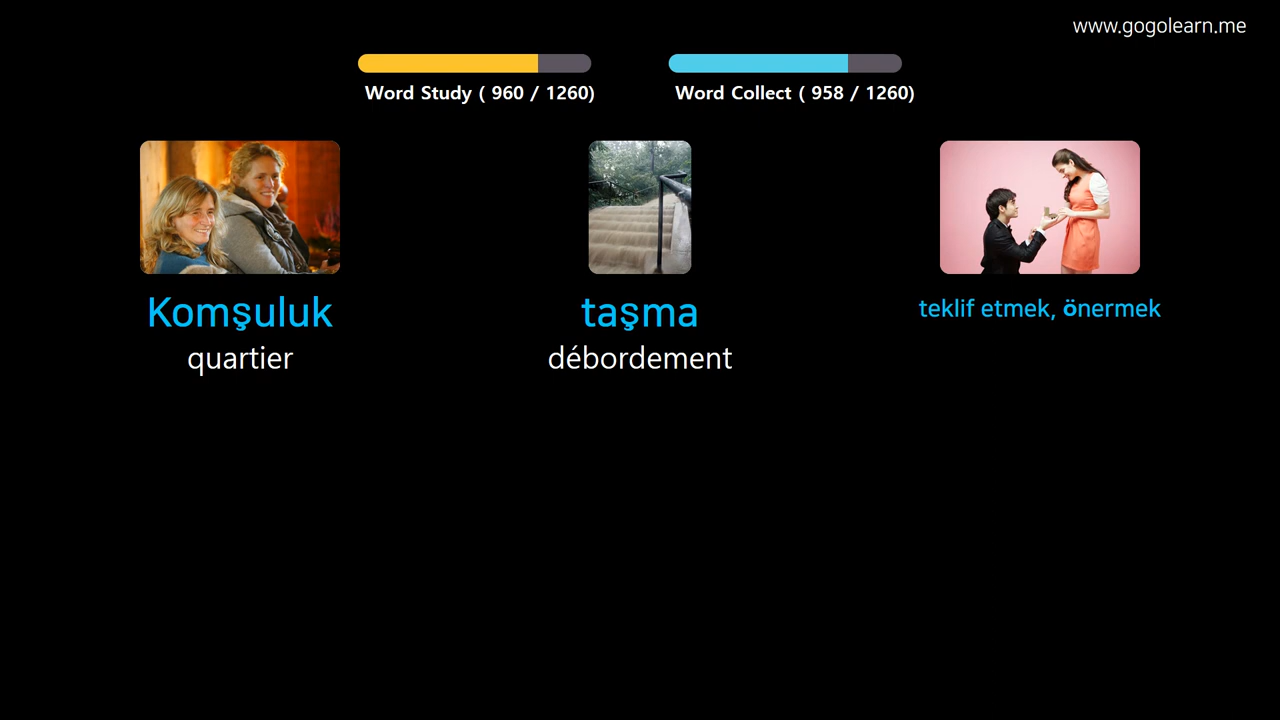 www.gogolearn.me
Word Study ( 960 / 1260)
Word Collect ( 958 / 1260)
Komşuluk
quartier
taşma
débordement
teklif etmek, önermek